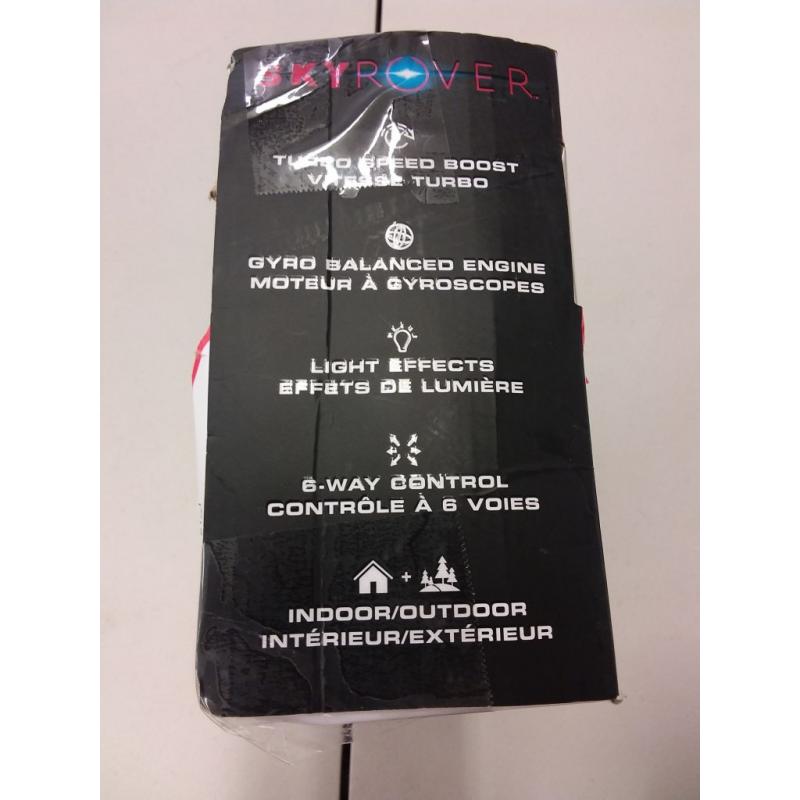 SKYROVER™
TURBO SPEED BOOST
VITESSE TURBO
GYRO BALANCED ENGINE
MOTEUR À GYROSCOPES
LIGHT EFFECTS
EFFETS DE LUMIÈRE
6-WAY CONTROL
CONTRÔLE À 6 VOIES
+
INDOOR/OUTDOOR
INTÉRIEUR/EXTÉRIEUR